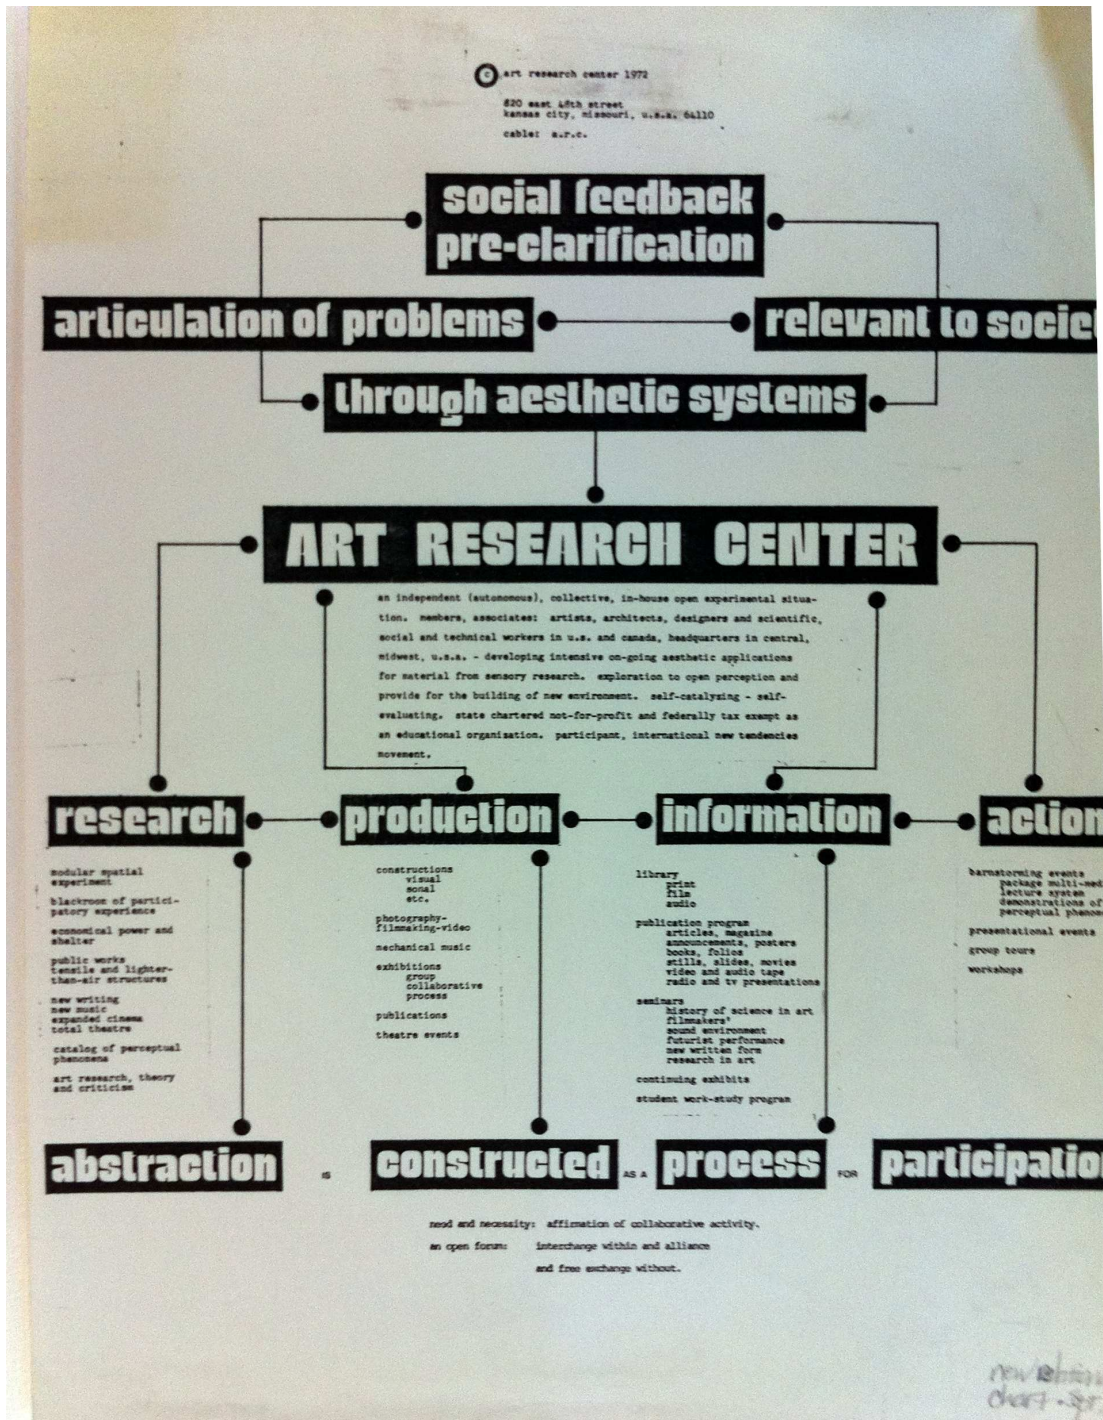 © art research center 1972
820 east 48th street
kansas city, missouri, u.s.a. 64110
cable: a.r.c.
social feedback
pre-clarification
articulation of problems
relevant to societ
through aesthetic systems
ART RESEARCH CENTER
an independent (autonomous), collective, in-house open experimental situa-
tion. members, associates: artists, architects, designers and scientific,
social and technical workers in u.s. and canada, headquarters in central,
midwest, u.s.a. - developing intensive on-going aesthetic applications
for material from sensory research. exploration to open perception and
provide for the building of new environment. self-catalyzing - self-
evaluating. state chartered not-for-profit and federally tax exempt as
an educational organization. participant, international new tendencies
movement.
research
production
information
action
modular spatial
experiment
blackroom of partici-
patory experience
economical power and
shelter
public works
tensile and lighter-
than-air structures
new writing
new music
expanded cinema
total theatre
catalog of perceptual
phenomena
art research, theory
and criticism
constructions
visual
sonal
etc.
photography-
filmmaking-video
mechanical music
exhibitions
group
collaborative
process
publications
theatre events
library
print
film
audio
publication program
articles, magazine
announcements, posters
books, folios
stills, slides, movies
video and audio tape
radio and tv presentations
seminars
history of science in art
filmmakers'
sound environment
futurist performance
new written form
research in art
continuing exhibits
student work-study program
barnstorming events
package multi-med
lecture system
demonstrations of
perceptual phenom
presentational events
group tours
workshops
abstraction
IS
constructed
AS A
process
FOR
participatio
need and necessity: affirmation of collaborative activity.
an open forum: interchange within and alliance
and free exchange without.
new
chart